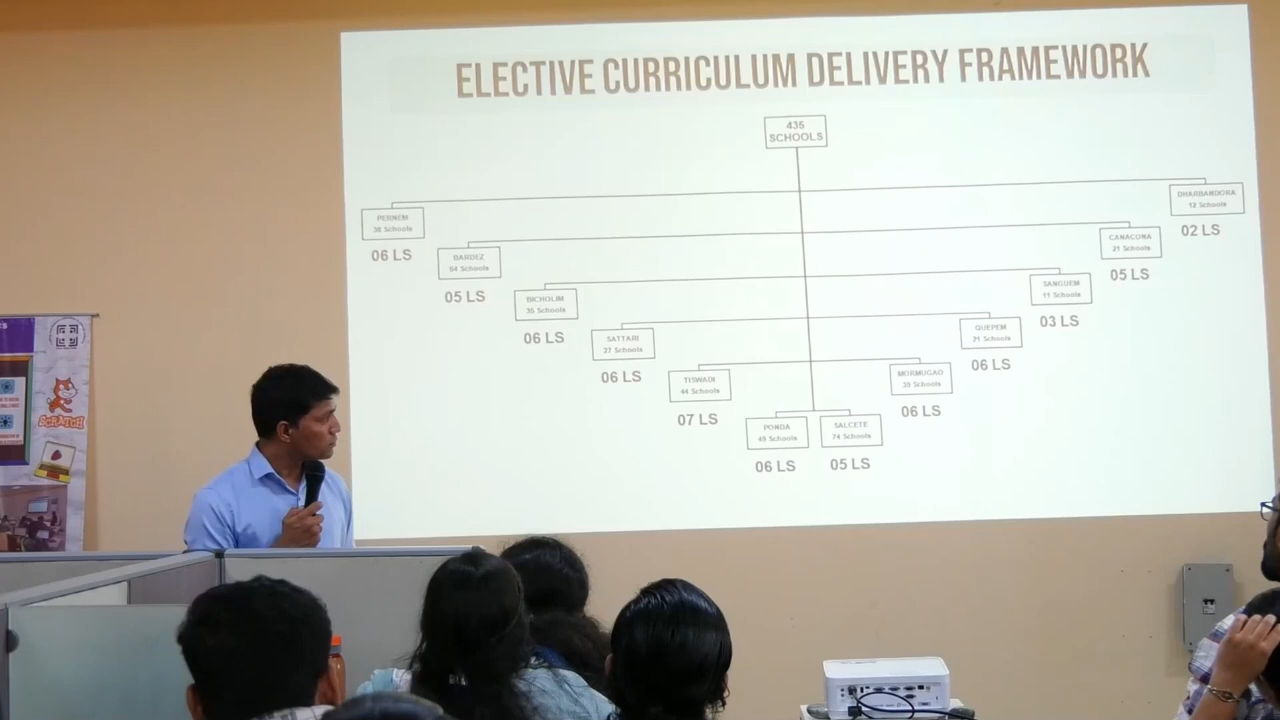 ELECTIVE CURRICULUM DELIVERY FRAMEWORK
435
SCHOOLS
PERNEM
38 Schools
06 LS
DHARBANDORA
12 Schools
02 LS
BARDEZ
64 Schools
05 LS
CANACONA
21 Schools
05 LS
BICHOLIM
35 Schools
06 LS
SANGUEM
11 Schools
03 LS
SATTARI
27 Schools
06 LS
QUEPEM
21 Schools
06 LS
TISWADI
44 Schools
07 LS
MORMUGAO
39 Schools
06 LS
PONDA
49 Schools
06 LS
SALCETE
74 Schools
05 LS
SCRATCH